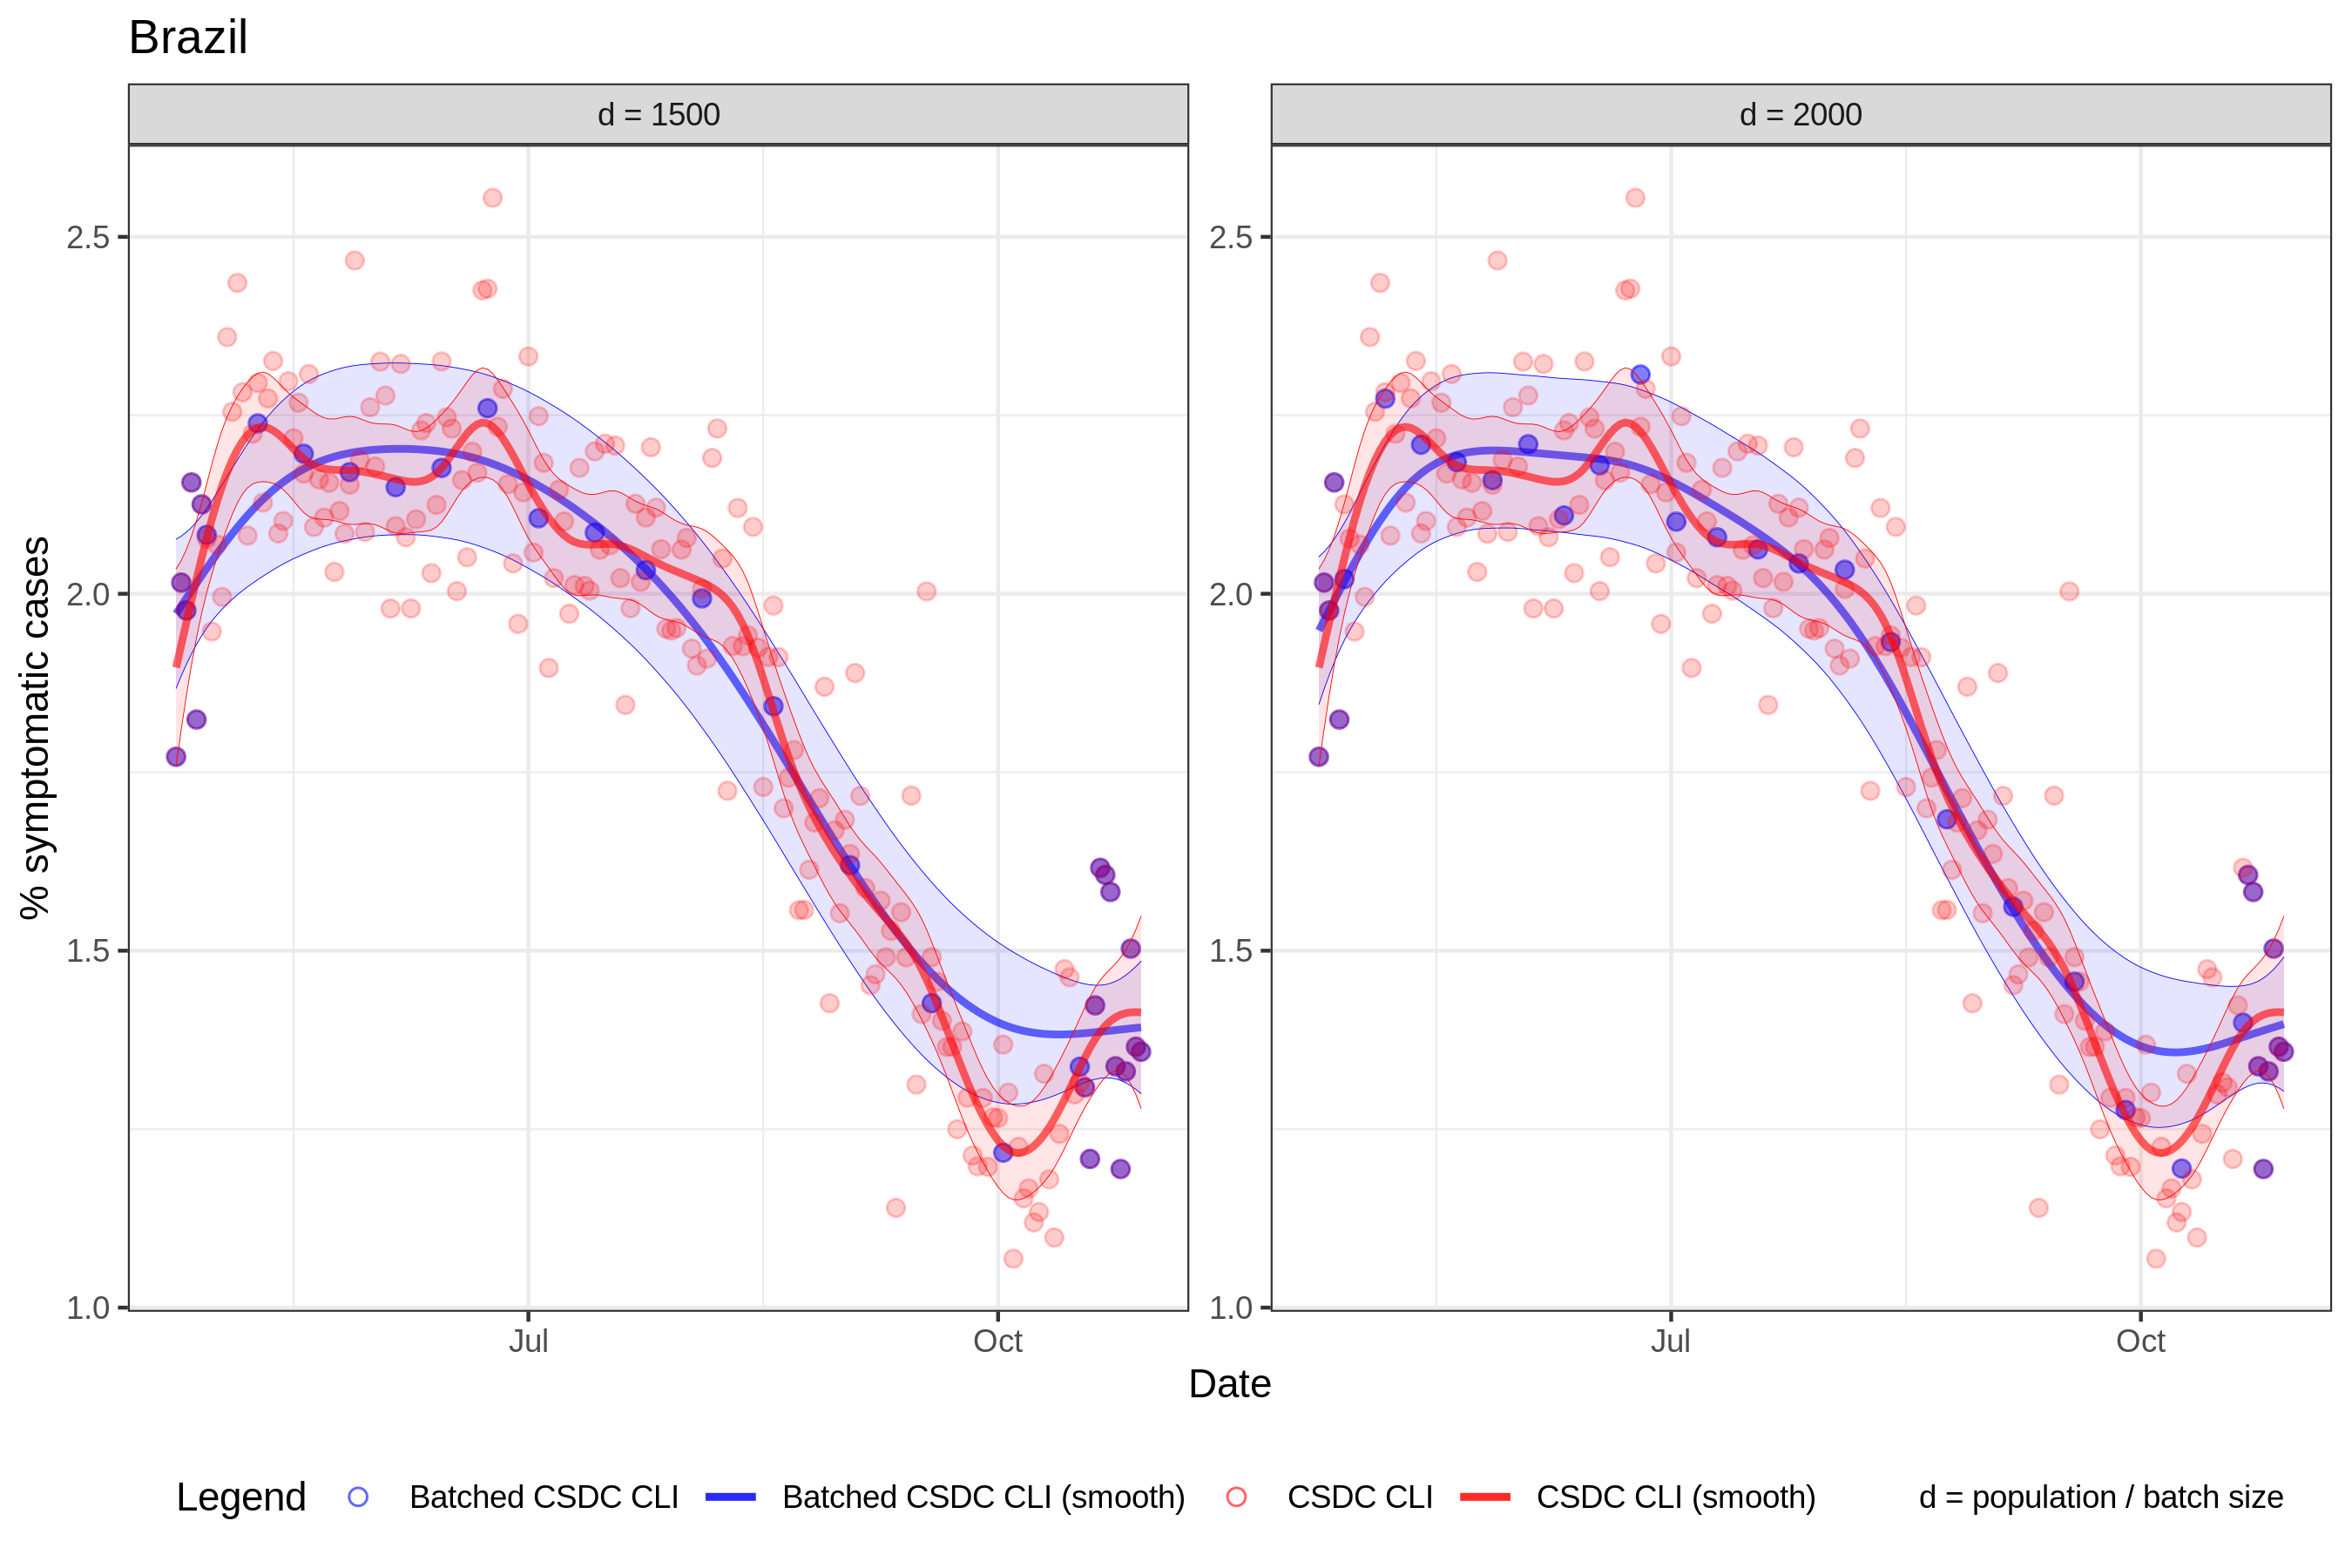 Brazil
d = 1500
d = 2000
% symptomatic cases
2.5
2.0
1.5
1.0
2.5
2.0
1.5
1.0
Jul
Oct
Jul
Oct
Date
Legend
Batched CSDC CLI
Batched CSDC CLI (smooth)
CSDC CLI
CSDC CLI (smooth)
d = population / batch size